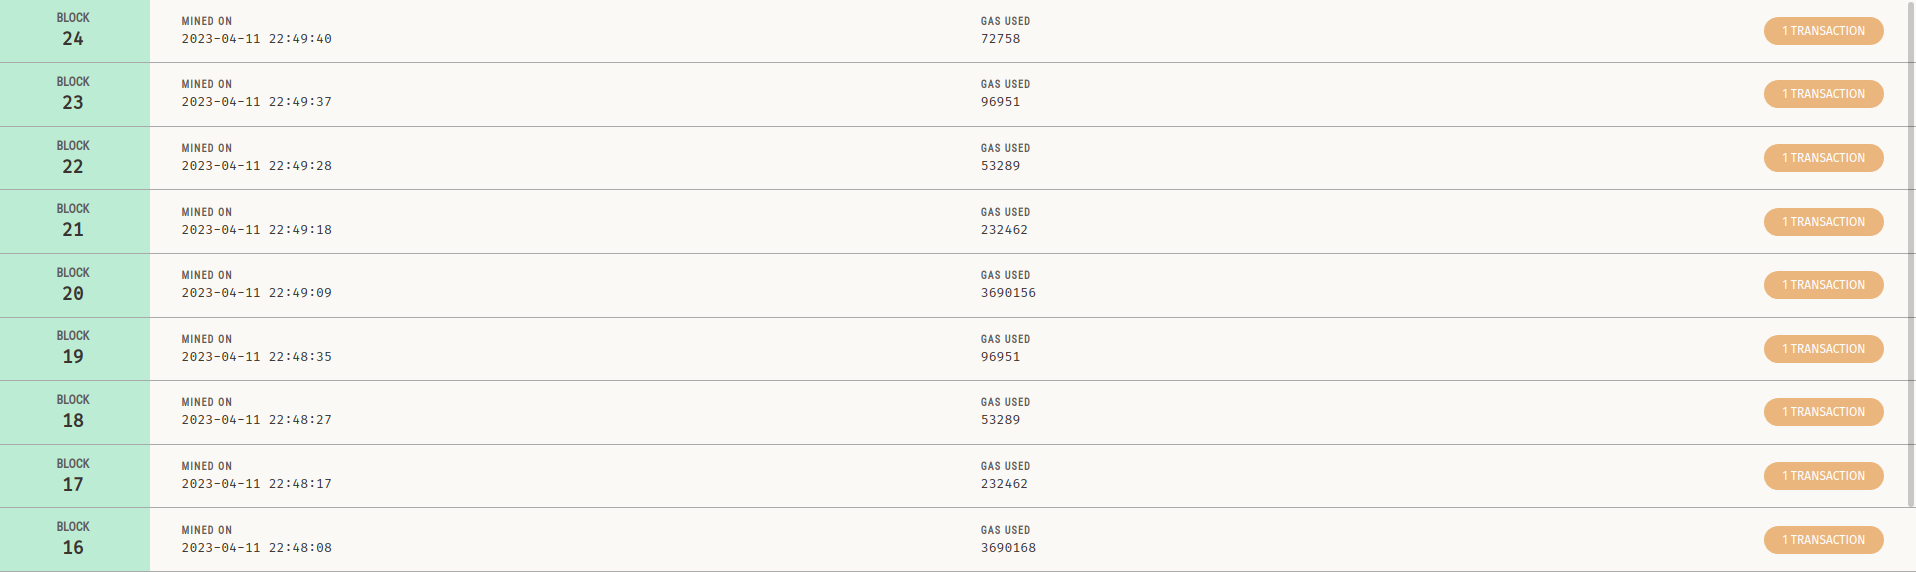 BLOCK
24
MINED ON
2023-04-11 22:49:40
GAS USED
72758
1 TRANSACTION
BLOCK
23
MINED ON
2023-04-11 22:49:37
GAS USED
96951
1 TRANSACTION
BLOCK
22
MINED ON
2023-04-11 22:49:28
GAS USED
53289
1 TRANSACTION
BLOCK
21
MINED ON
2023-04-11 22:49:18
GAS USED
232462
1 TRANSACTION
BLOCK
20
MINED ON
2023-04-11 22:49:09
GAS USED
3690156
1 TRANSACTION
BLOCK
19
MINED ON
2023-04-11 22:48:35
GAS USED
96951
1 TRANSACTION
BLOCK
18
MINED ON
2023-04-11 22:48:27
GAS USED
53289
1 TRANSACTION
BLOCK
17
MINED ON
2023-04-11 22:48:17
GAS USED
232462
1 TRANSACTION
BLOCK
16
MINED ON
2023-04-11 22:48:08
GAS USED
3690168
1 TRANSACTION